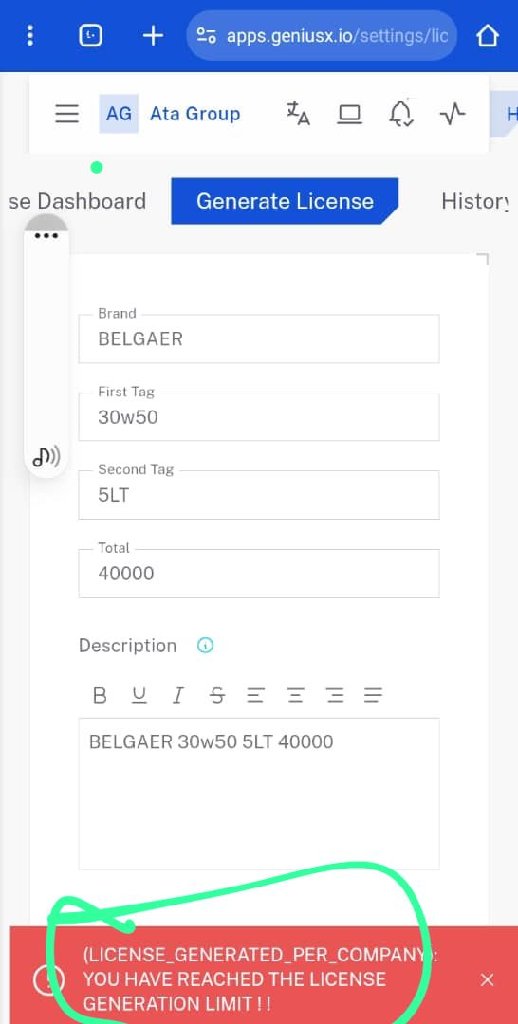 apps.geniusx.io/settings/lic
AG Ata Group
se Dashboard Generate License History
Brand
BELGAER
First Tag
30w50
Second Tag
5LT
Total
40000
Description
B U I S
BELGAER 30w50 5LT 40000
(LICENSE_GENERATED_PER_COMPANY):
YOU HAVE REACHED THE LICENSE
GENERATION LIMIT ! !